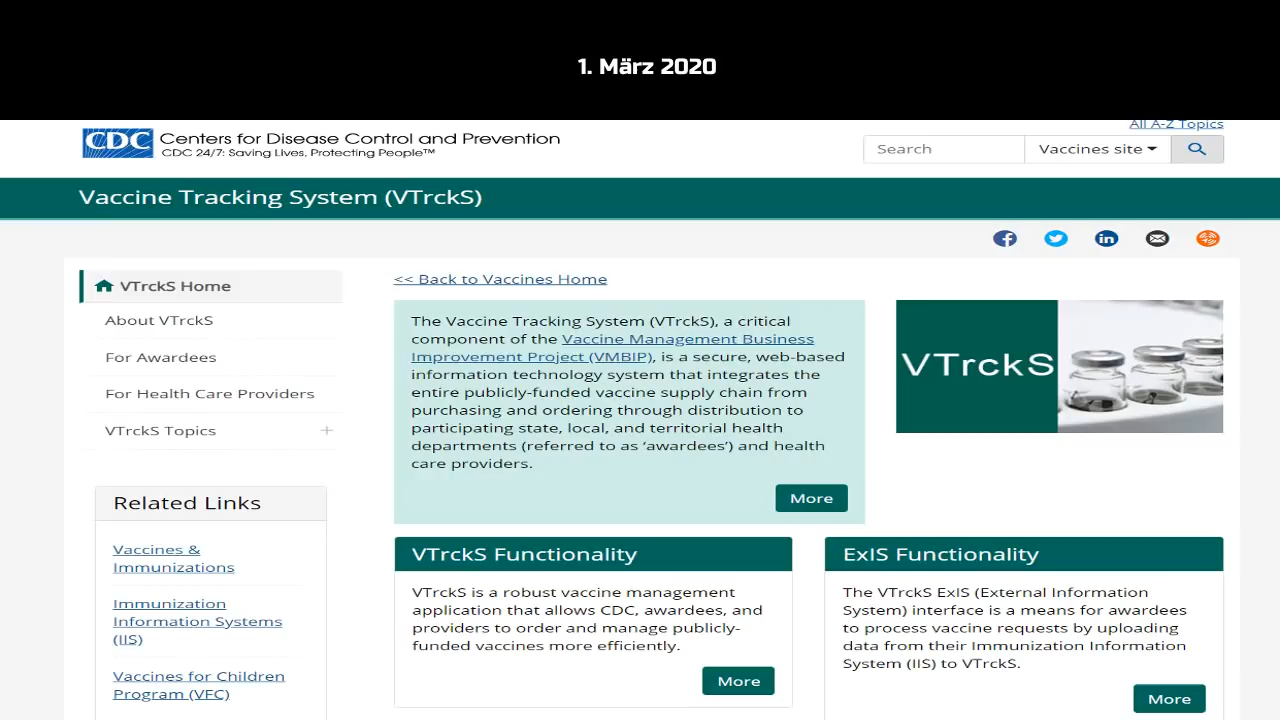 1. März 2020
All A-Z Topics
CDC Centers for Disease Control and Prevention
CDC 24/7: Saving Lives, Protecting People™
Search
Vaccines site
Vaccine Tracking System (VTrckS)
VTrckS Home
About VTrckS
For Awardees
For Health Care Providers
VTrckS Topics
Related Links
Vaccines &
Immunizations
Immunization
Information Systems
(IIS)
Vaccines for Children
Program (VFC)
<< Back to Vaccines Home
The Vaccine Tracking System (VTrckS), a critical
component of the Vaccine Management Business
Improvement Project (VMBIP), is a secure, web-based
information technology system that integrates the
entire publicly-funded vaccine supply chain from
purchasing and ordering through distribution to
participating state, local, and territorial health
departments (referred to as ‘awardees’) and health
care providers.
More
VTrckS
VTrckS Functionality
VTrckS is a robust vaccine management
application that allows CDC, awardees, and
providers to order and manage publicly-
funded vaccines more efficiently.
More
ExIS Functionality
The VTrckS ExIS (External Information
System) interface is a means for awardees
to process vaccine requests by uploading
data from their Immunization Information
System (IIS) to VTrckS.
More